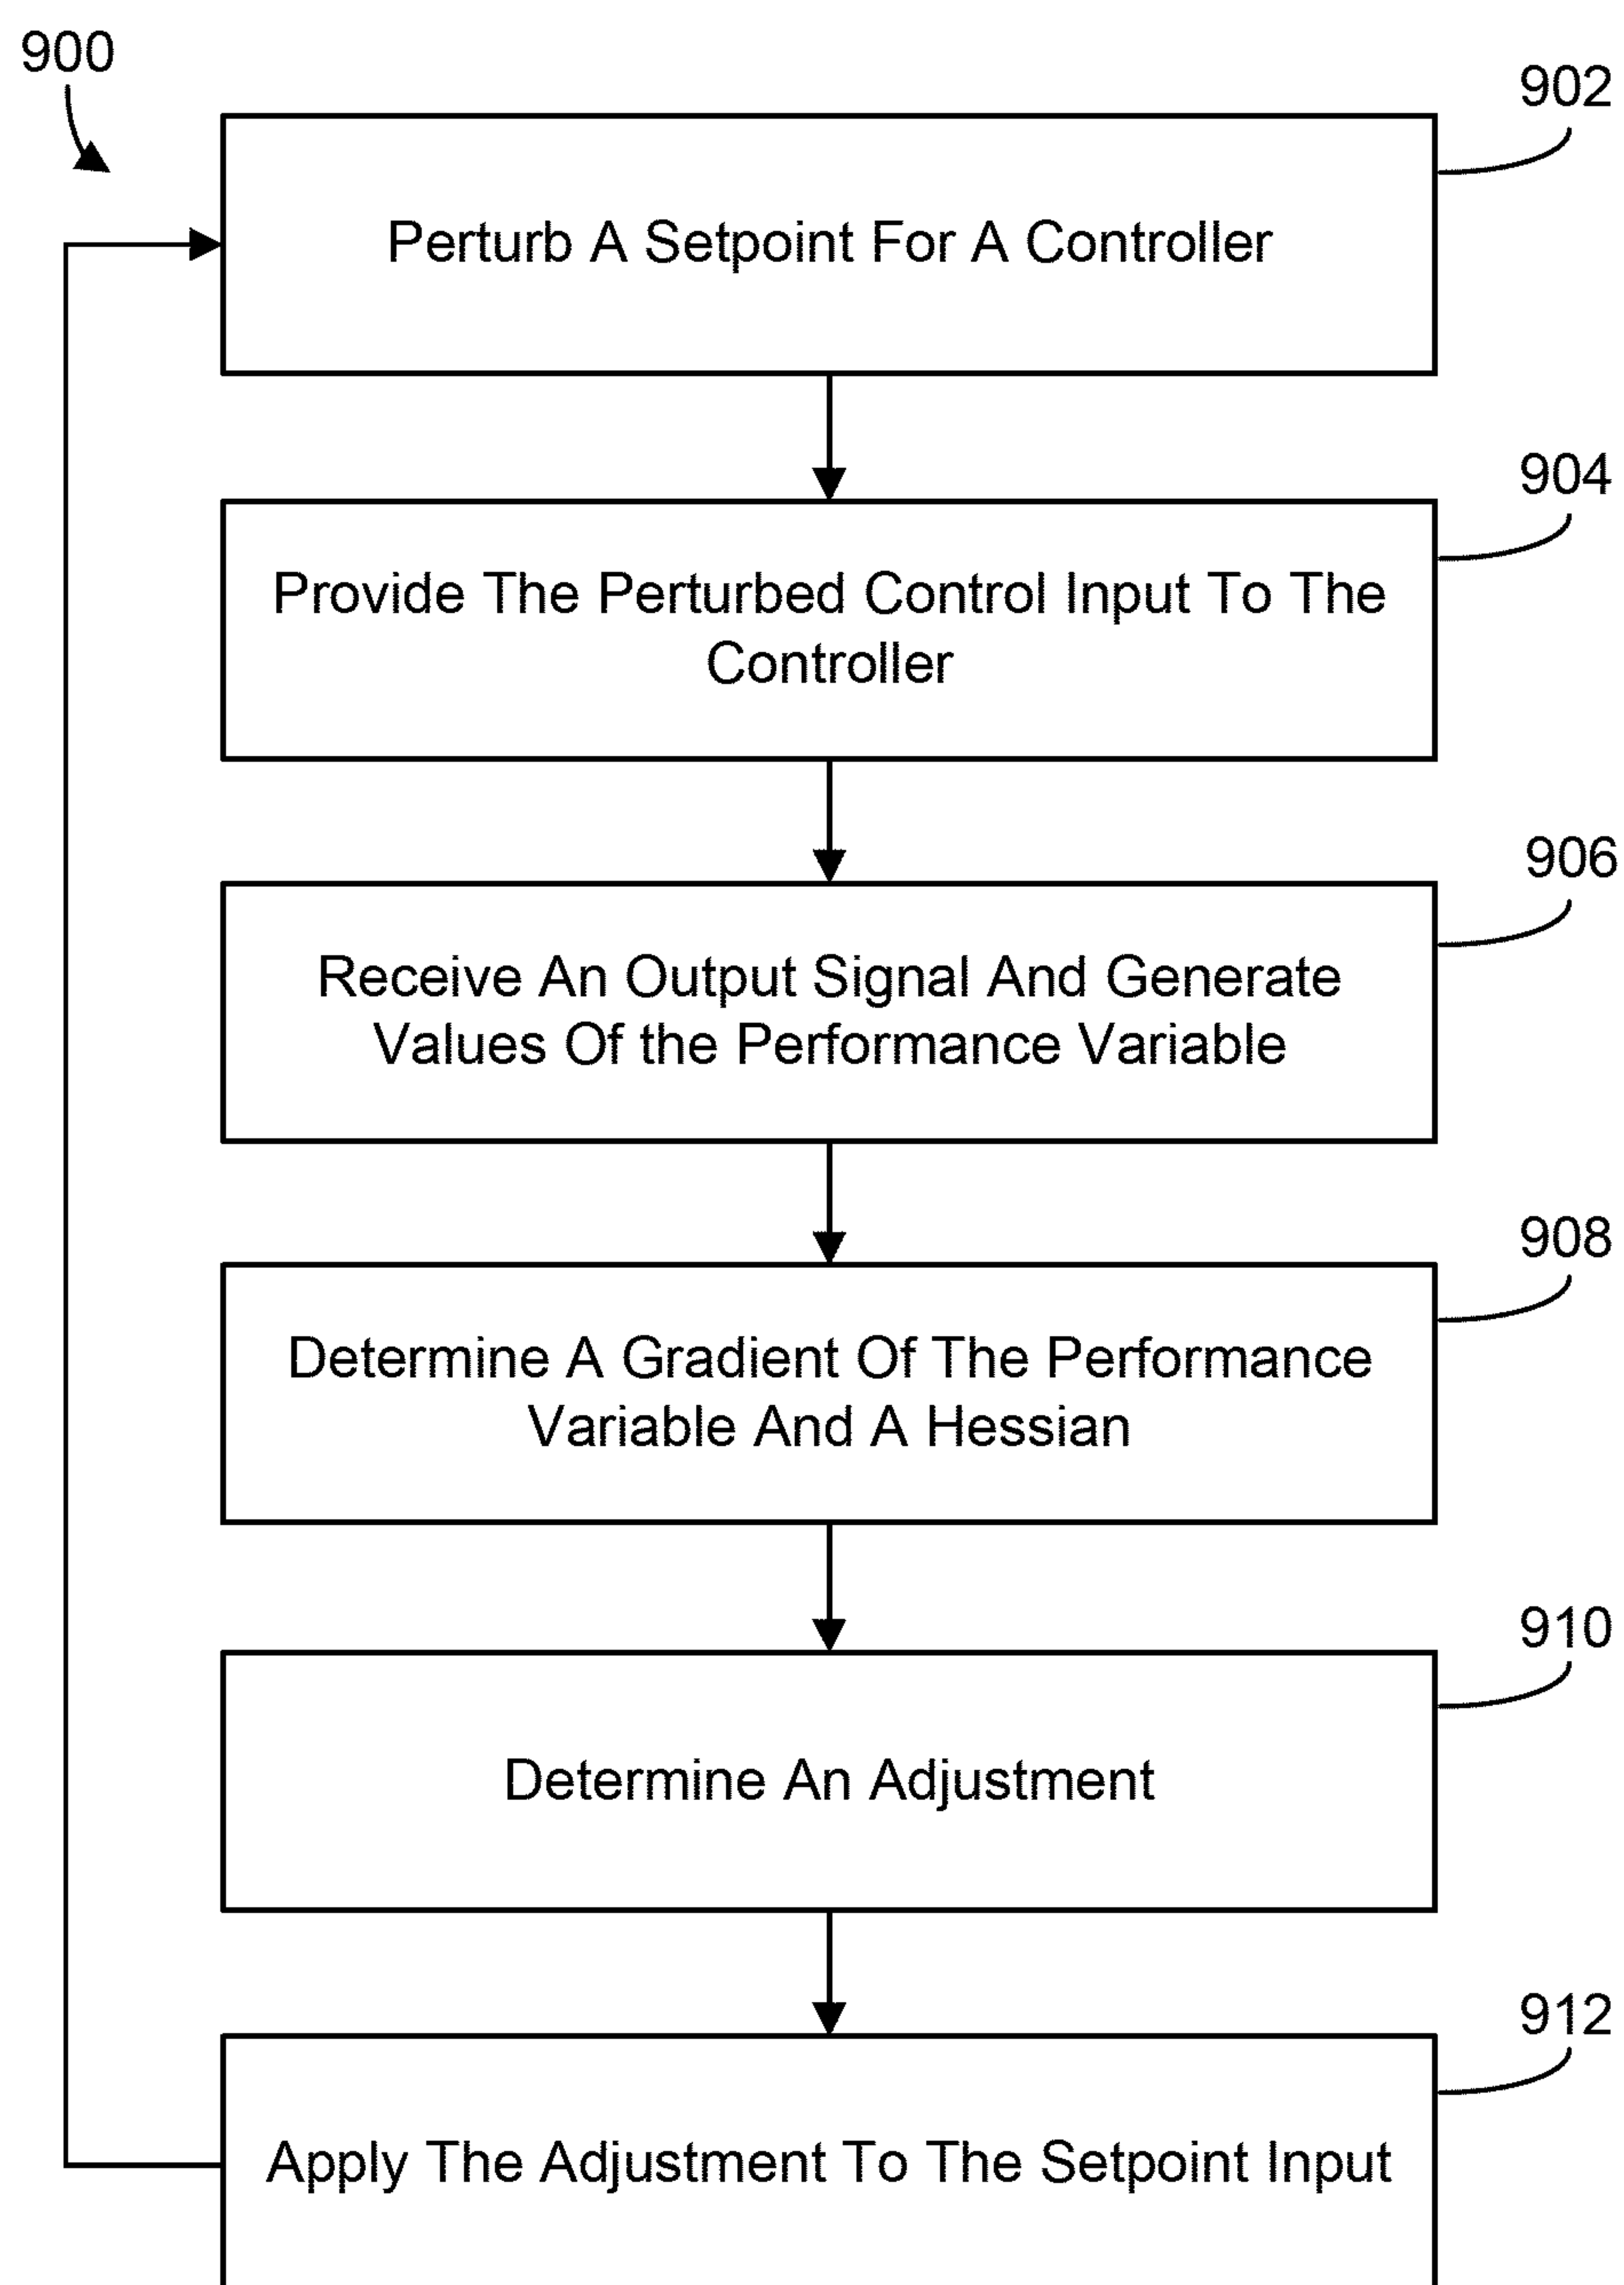 900
902
Perturb A Setpoint For A Controller
904
Provide The Perturbed Control Input To The
Controller
906
Receive An Output Signal And Generate
Values Of the Performance Variable
908
Determine A Gradient Of The Performance
Variable And A Hessian
910
Determine An Adjustment
912
Apply The Adjustment To The Setpoint Input